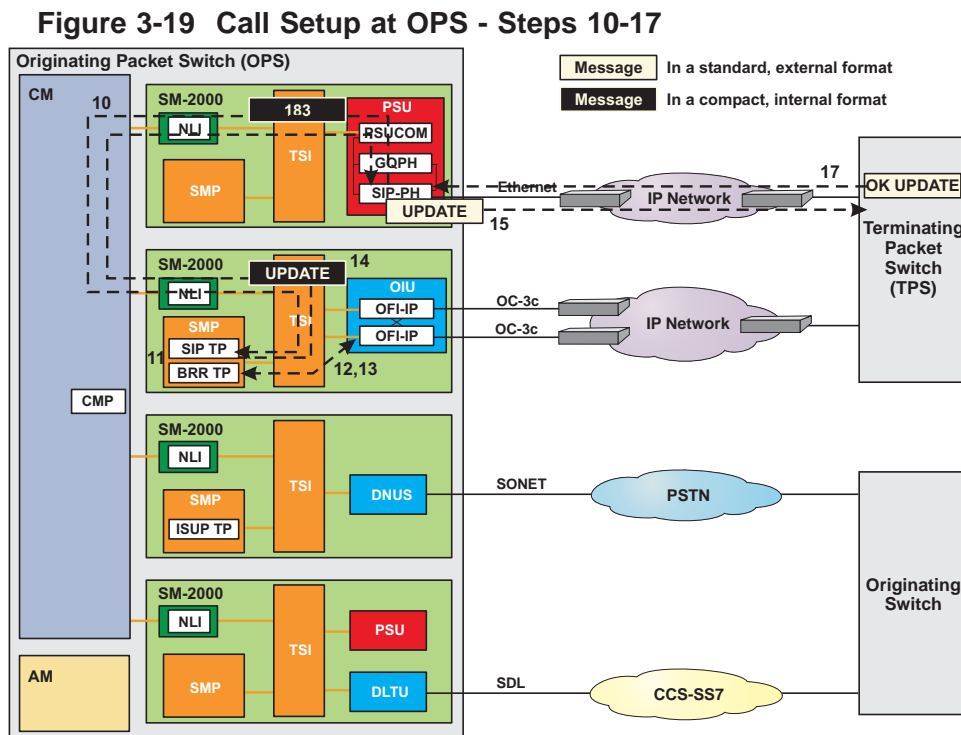 Figure 3-19 Call Setup at OPS - Steps 10-17
Originating Packet Switch (OPS)
Message In a standard, external format
Message In a compact, internal format
CM
10
SM-2000
183
PSU
NLI
PSUCOM
TSI
GQPH
SMP
SIP-PH
Ethernet
IP Network
17
OK UPDATE
UPDATE
15
Terminating
Packet
Switch
(TPS)
SM-2000
UPDATE
14
OIU
NLI
TSI
OFI-IP
OC-3c
OFI-IP
OC-3c
IP Network
SMP
11
SIP TP
BRR TP
12,13
CMP
SM-2000
NLI
TSI
SMP
ISUP TP
DNUS
SONET
PSTN
Originating
Switch
SM-2000
NLI
TSI
PSU
SMP
DLTU
SDL
CCS-SS7
AM